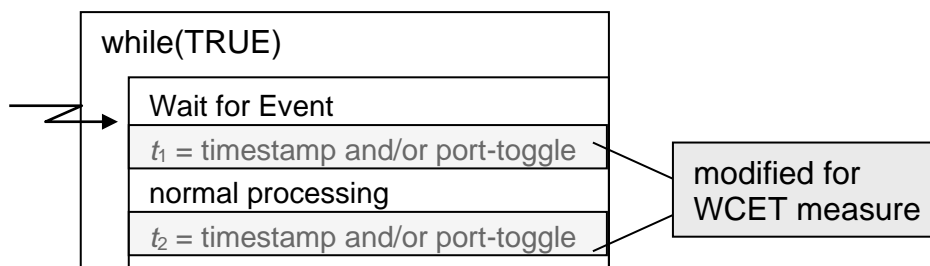 while(TRUE)
Wait for Event
t1 = timestamp and/or port-toggle
normal processing
t2 = timestamp and/or port-toggle
modified for
WCET measure